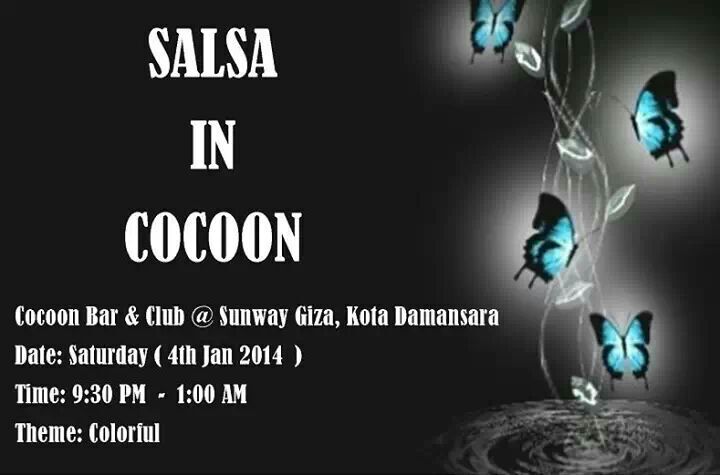 SALSA
IN
COCOON
Cocoon Bar & Club @ Sunway Giza, Kota Damansara
Date: Saturday ( 4th Jan 2014 )
Time: 9:30 PM - 1:00 AM
Theme: Colorful